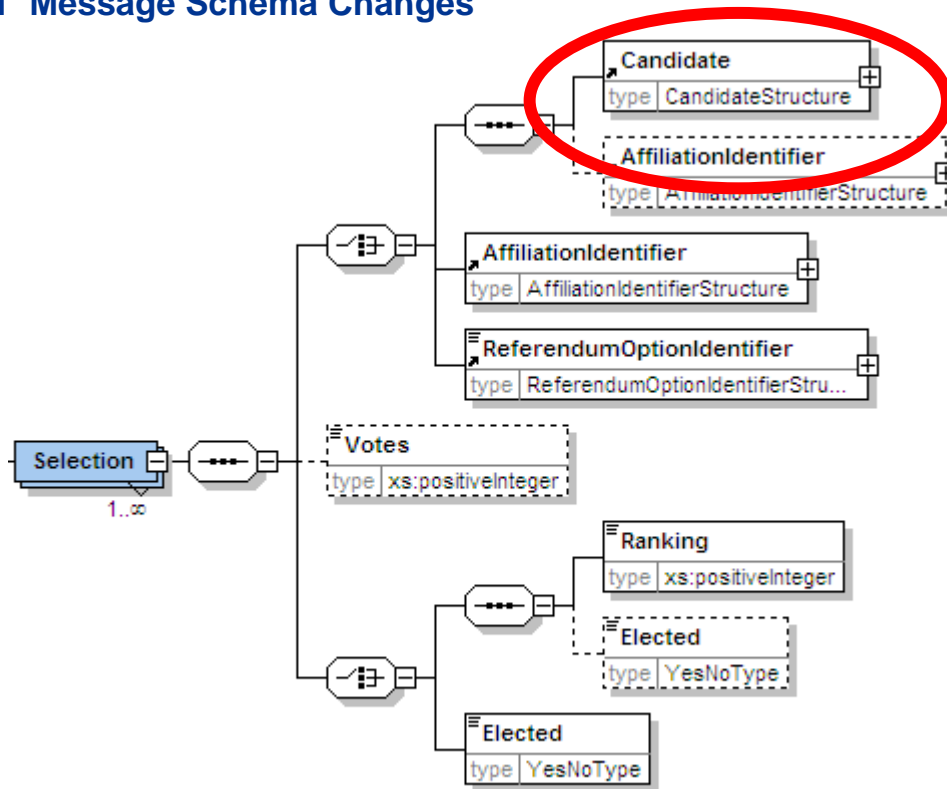 Message Schema Changes
Candidate
type CandidateStructure
AffiliationIdentifier
type AffiliationIdentifierStructure
AffiliationIdentifier
type AffiliationIdentifierStructure
ReferendumOptionIdentifier
type ReferendumOptionIdentifierStru...
Votes
type xs:positiveInteger
Selection
1..∞
Ranking
type xs:positiveInteger
Elected
type YesNoType
Elected
type YesNoType